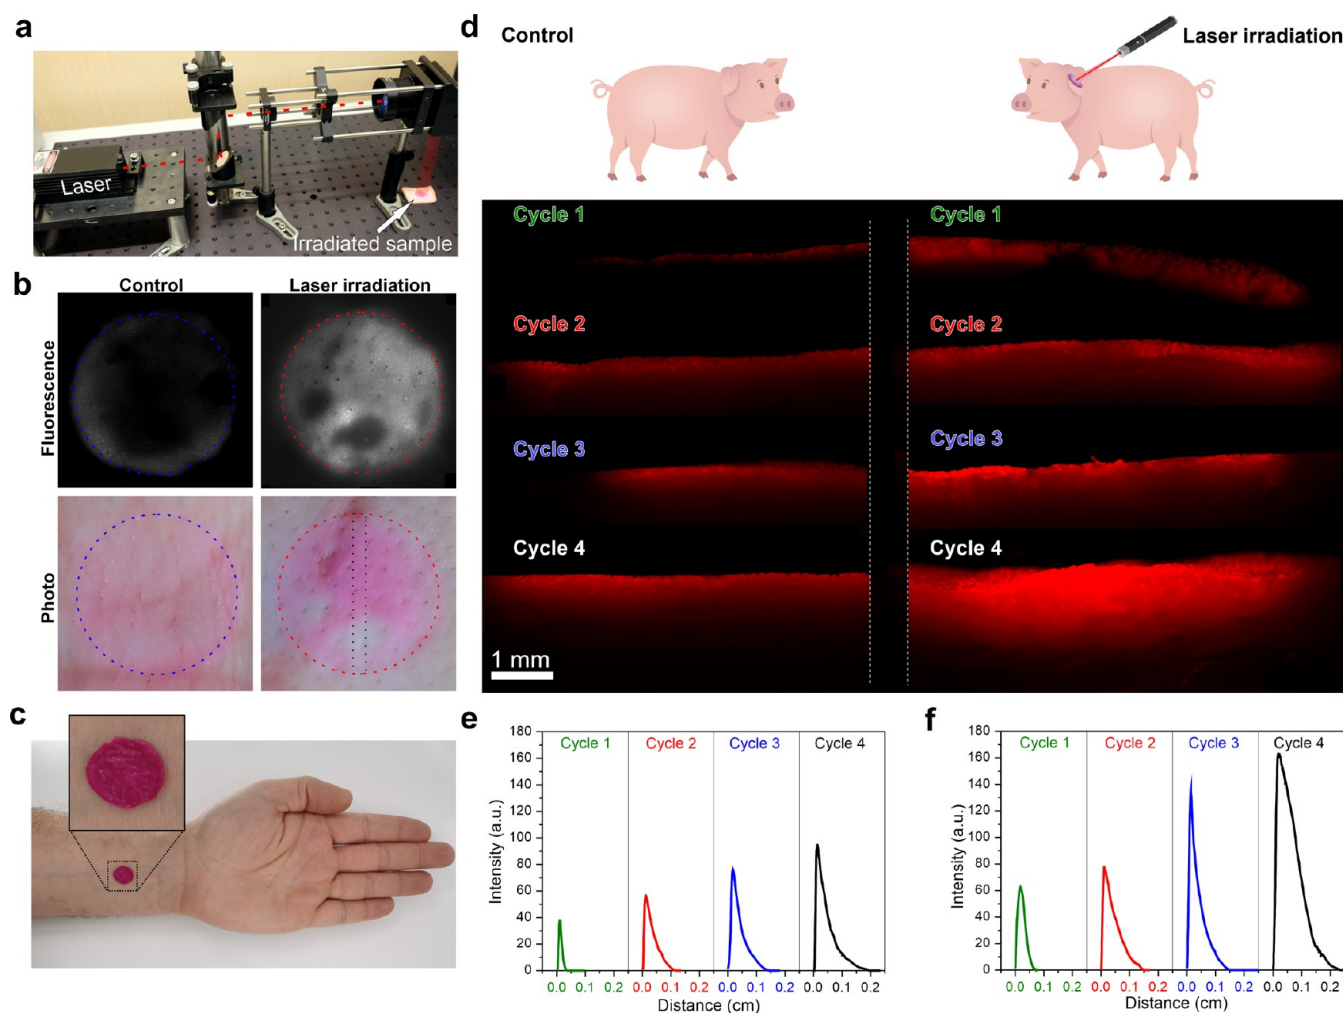 a
Laser
Irradiated sample
b
Control
Laser irradiation
Fluorescence
Photo
c
d
Control
Laser irradiation
Cycle 1
Cycle 1
Cycle 2
Cycle 2
Cycle 3
Cycle 3
Cycle 4
Cycle 4
1 mm
e
180
160
140
120
100
80
60
40
20
0
Intensity (a.u.)
Cycle 1
Cycle 2
Cycle 3
Cycle 4
0.0 0.1 0.2 0.0 0.1 0.2 0.0 0.1 0.2 0.0 0.1 0.2
Distance (cm)
f
180
160
140
120
100
80
60
40
20
0
Intensity (a.u.)
Cycle 1
Cycle 2
Cycle 3
Cycle 4
0.0 0.1 0.2 0.0 0.1 0.2 0.0 0.1 0.2 0.0 0.1 0.2
Distance (cm)